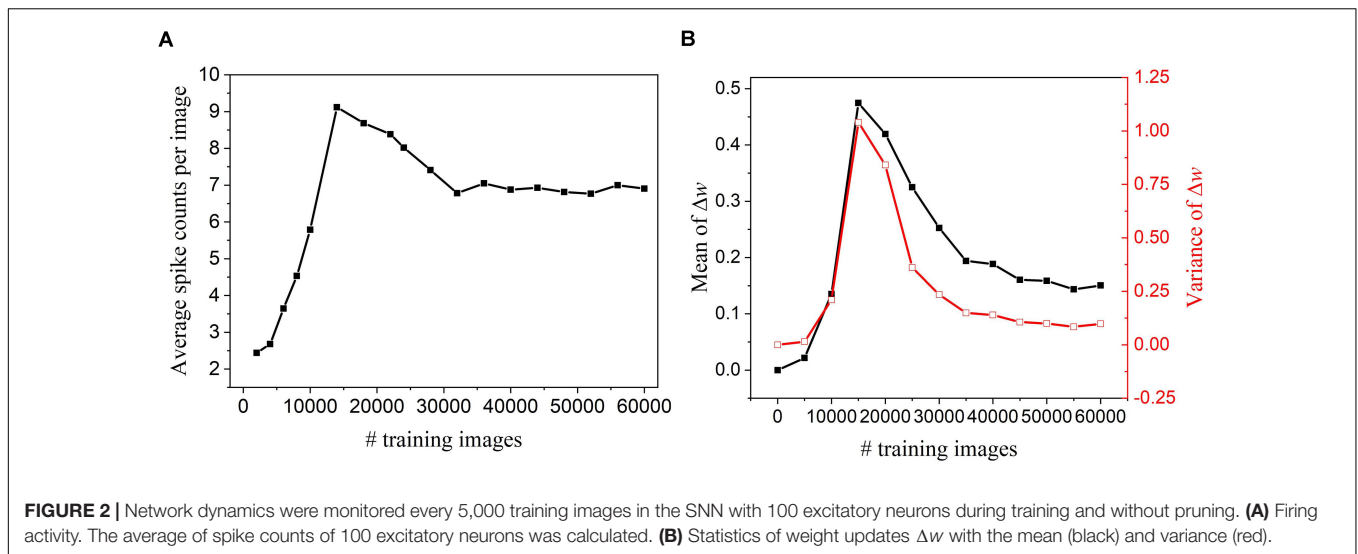 A
B
10
9
8
7
6
5
4
3
2
Average spike counts per image
0 10000 20000 30000 40000 50000 60000
# training images
0.5
0.4
0.3
0.2
0.1
0.0
Mean of Δw
1.25
1.00
0.75
0.50
0.25
0.00
-0.25
Variance of Δw
0 10000 20000 30000 40000 50000 60000
# training images
FIGURE 2 | Network dynamics were monitored every 5,000 training images in the SNN with 100 excitatory neurons during training and without pruning. (A) Firing
activity. The average of spike counts of 100 excitatory neurons was calculated. (B) Statistics of weight updates Δw with the mean (black) and variance (red).